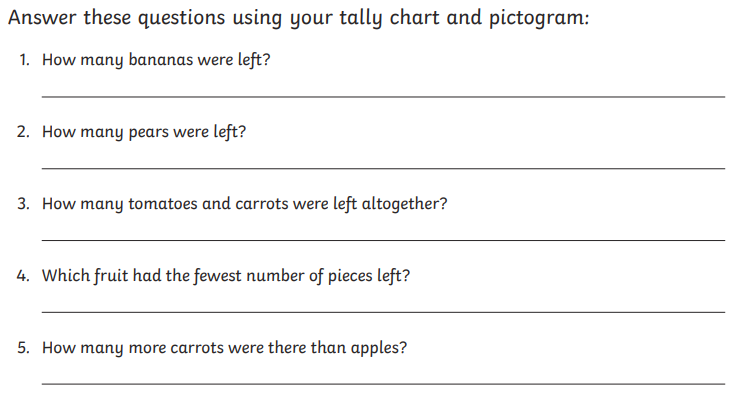 Answer these questions using your tally chart and pictogram:
1. How many bananas were left?
2. How many pears were left?
3. How many tomatoes and carrots were left altogether?
4. Which fruit had the fewest number of pieces left?
5. How many more carrots were there than apples?